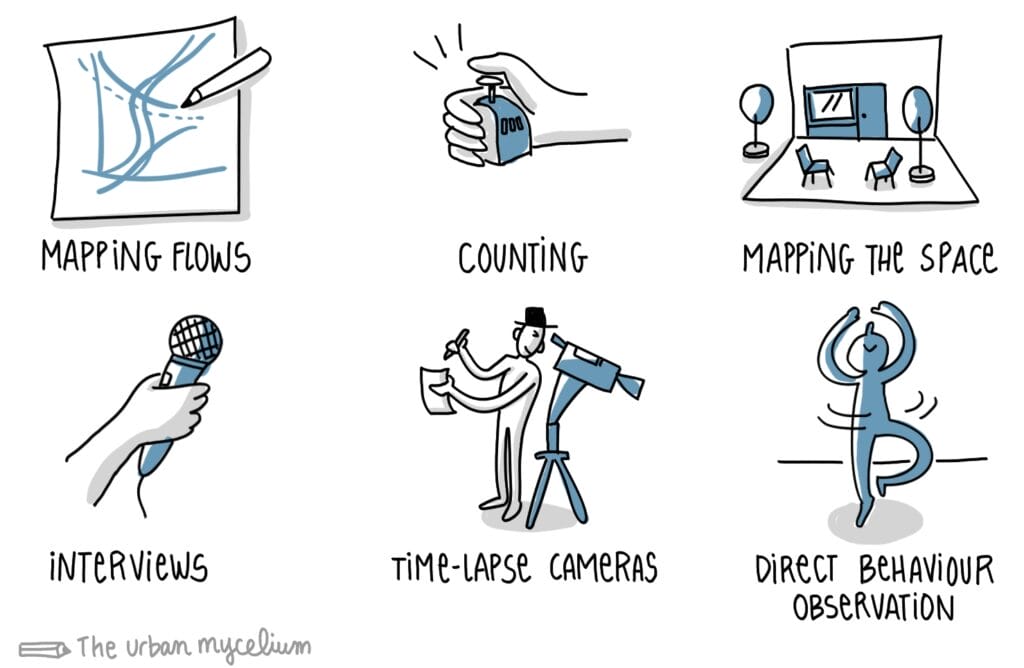 MAPPING FLOWS
COUNTING
MAPPING THE SPACE
INTERVIEWS
TIME-LAPSE CAMERAS
DIRECT BEHAVIOUR
OBSERVATION
The urban mycelium